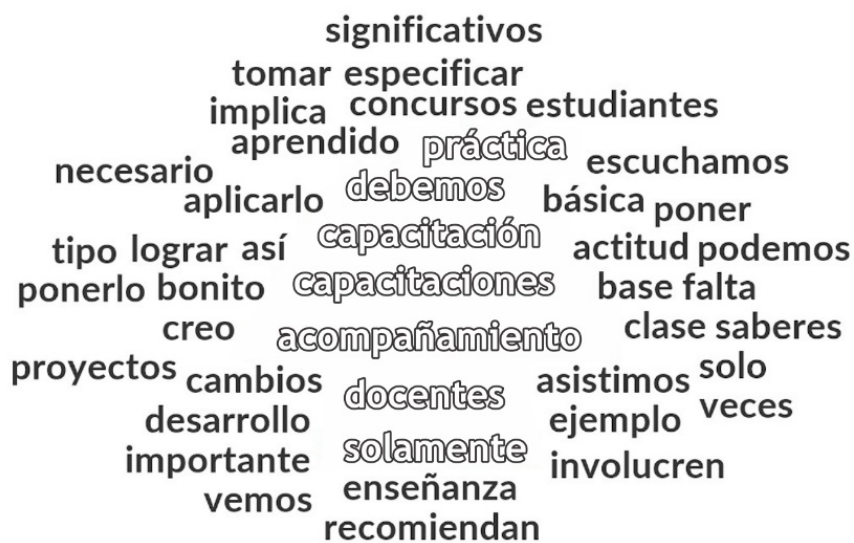 significativos
tomar especificar
implica concursos estudiantes
aprendido práctica
necesario escuchamos
aplicarlo debemos básica poner
tipo lograr así capacitación actitud podemos
ponerlo bonito capacitaciones base falta
creo acompañamiento clase saberes
proyectos cambios docentes asistimos solo
desarrollo ejemplo veces
importante solamente involucren
vemos enseñanza
recomiendan